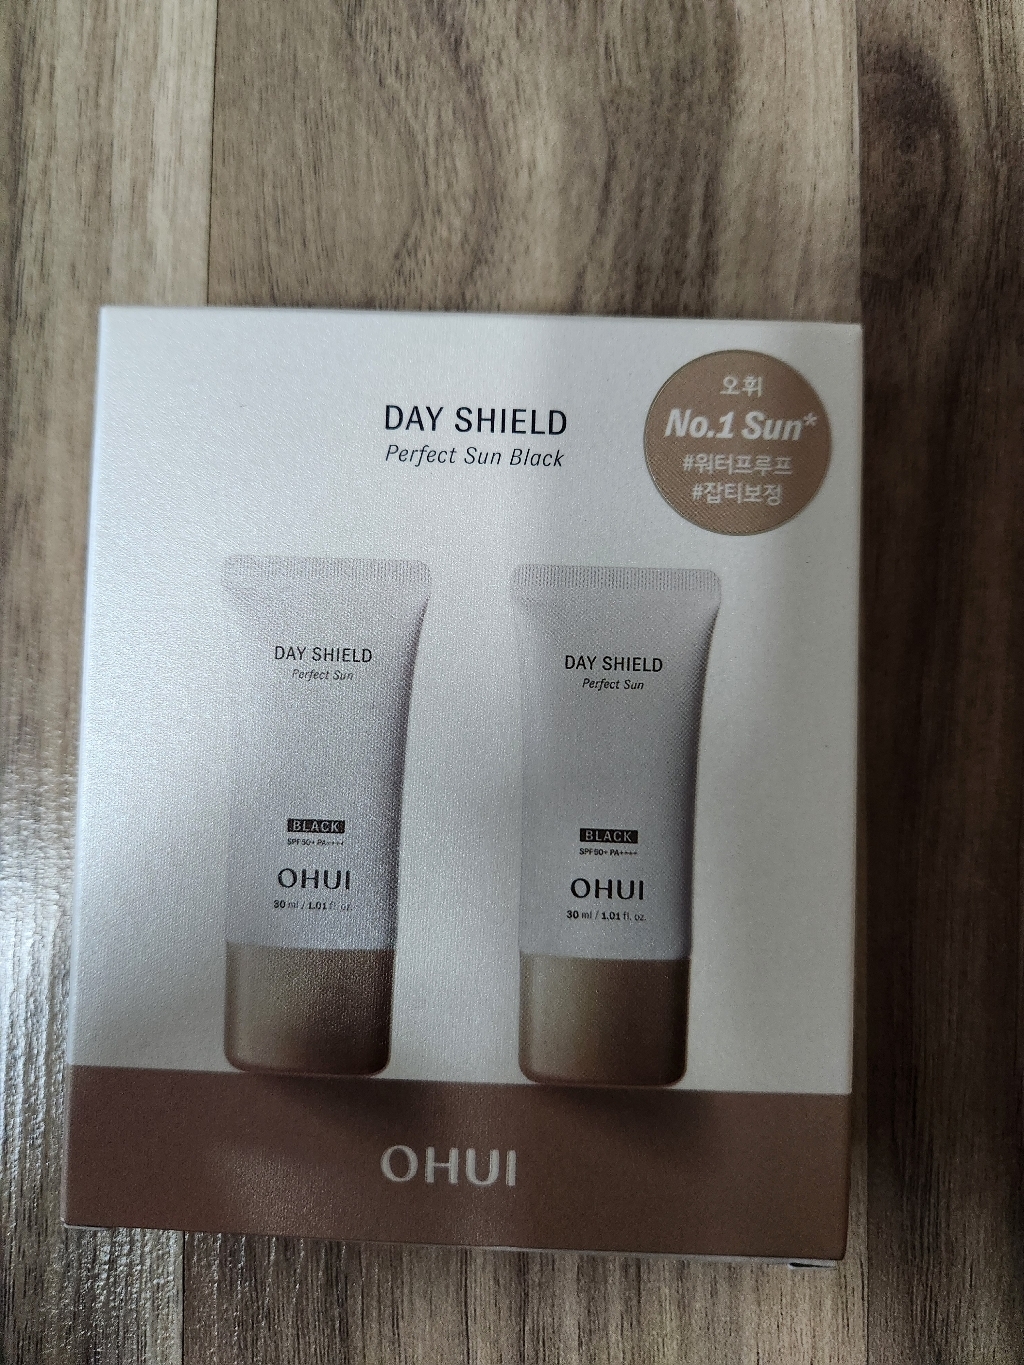 DAY SHIELD
Perfect Sun Black
오휘
No.1 Sun*
#워터프루프
#잡티보정
DAY SHIELD
Perfect Sun
BLACK
SPF50+ PA++++
OHUI
30 ml / 1.01 fl. oz.
DAY SHIELD
Perfect Sun
BLACK
SPF50+ PA++++
OHUI
30 ml / 1.01 fl. oz.
OHUI